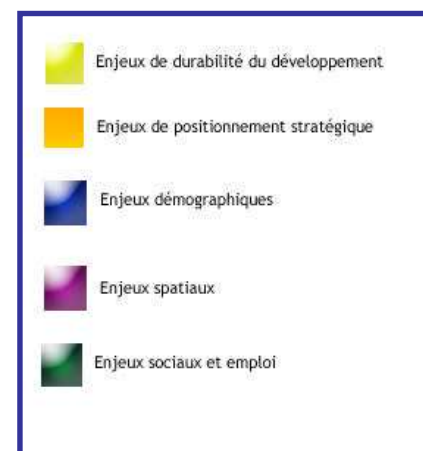 Enjeux de durabilité du développement
Enjeux de positionnement stratégique
Enjeux démographiques
Enjeux spatiaux
Enjeux sociaux et emploi